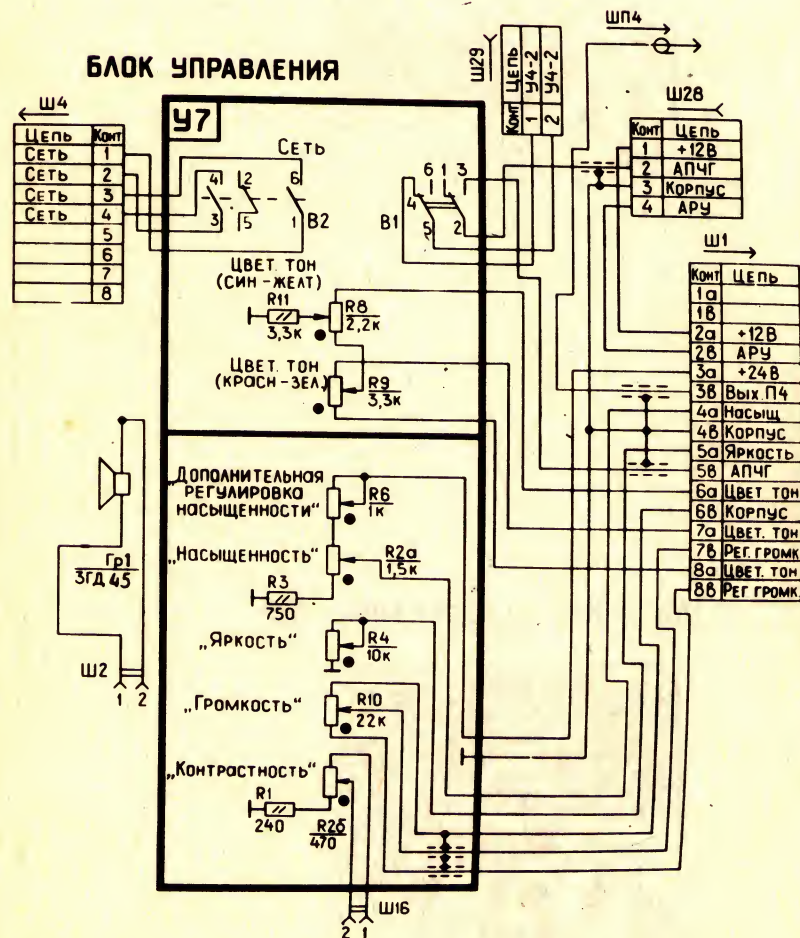 БЛОК УПРАВЛЕНИЯ
Ш4
Цепь Конт
Сеть 1
Сеть 2
Сеть 3
Сеть 4
5
6
7
8
У7
Сеть
4 2 6
3 5 1 В2
6 1 3
4
В1 5 2
Ш29
Конт Цепь
1 У4-2
2 У4-2
ШП4
Ш28
Конт Цепь
1 +12В
2 АПЧГ
3 Корпус
4 АРУ
Ш1
Конт Цепь
1а
1в
2а +12В
2в АРУ
3а +24В
3в Вых.П4
4а Насыщ
4в Корпус
5а Яркость
5в АПЧГ
6а Цвет тон
6в Корпус
7а Цвет. тон
7в Рег. громк.
8а Цвет. тон
8в Рег громк.
Цвет. тон
(син-желт)
R11
3,3к
R8
2,2к
Цвет. тон
(красн-зел.)
R9
3,3к
„Дополнительная
регулировка
насыщенности“
R6
1к
„Насыщенность“
R2а
1,5к
R3
750
„Яркость“
R4
10к
„Громкость“
R10
22к
„Контрастность“
R1
240
R2б
470
Гр1
3ГД 45
Ш2
1 2
Ш16
2 1